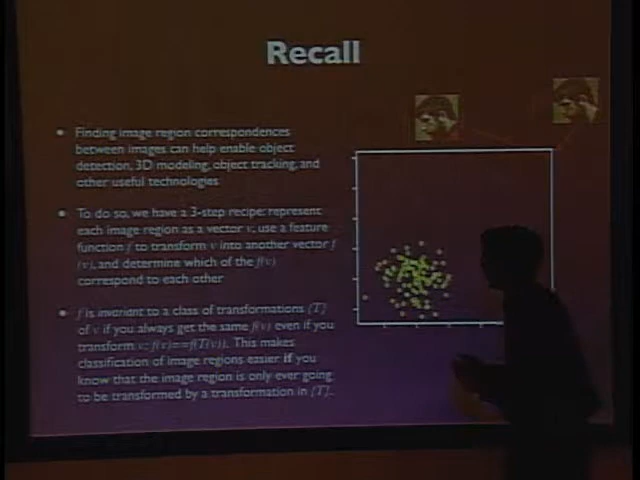 Recall
• Finding image region correspondences
between images can help enable object
detection, 3D modeling, object tracking, and
other useful technologies
• To do so, we have a 3-step recipe: represent
each image region as a vector v, use a feature
function f to transform v into another vector f
(v), and determine which of the f(v)
correspond to each other
• f is invariant to a class of transformations {T}
of v if you always get the same f(v) even if you
transform v: f(v)==f(T(v)). This makes
classification of image regions easier if you
know that the image region is only ever going
to be transformed by a transformation in {T}.